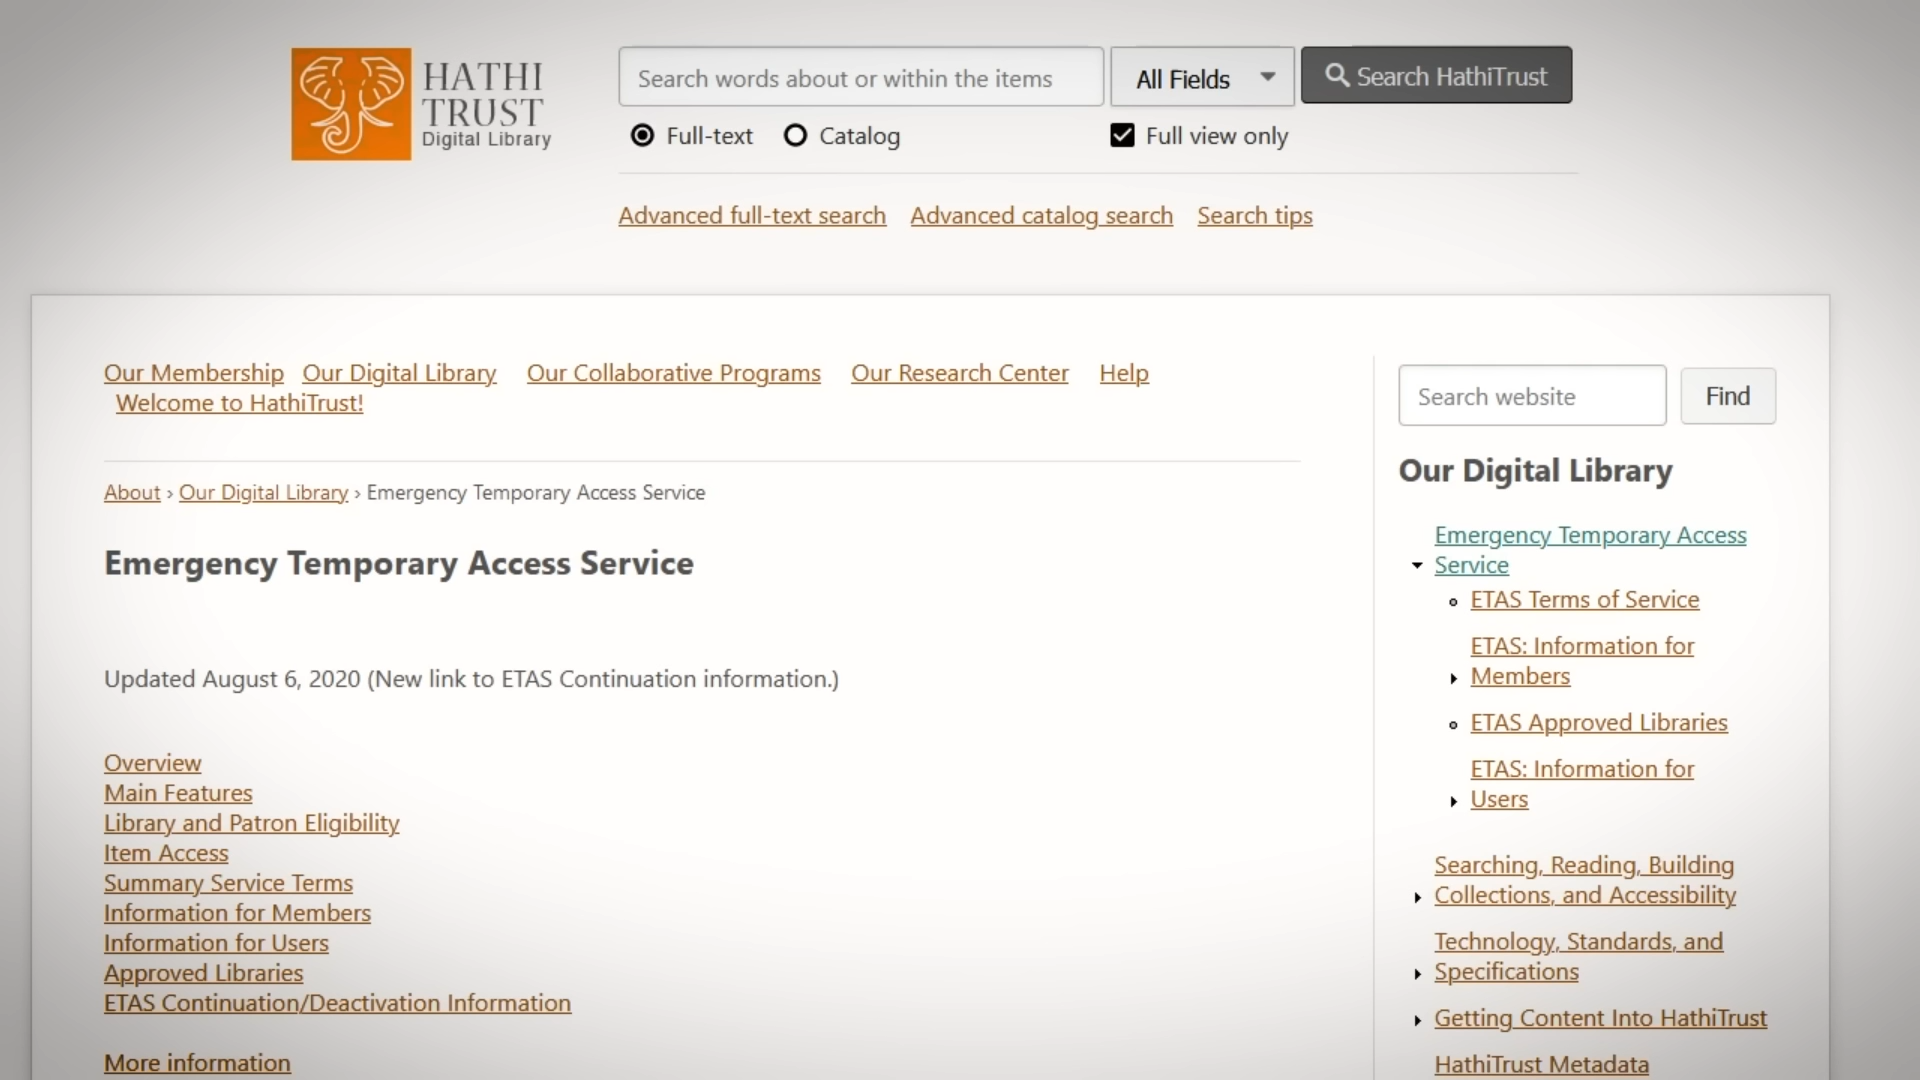 HATHI
TRUST
Digital Library
Search words about or within the items
All Fields
Search HathiTrust
Full-text
Catalog
Full view only
Advanced full-text search
Advanced catalog search
Search tips
Our Membership
Our Digital Library
Our Collaborative Programs
Our Research Center
Help
Welcome to HathiTrust!
About › Our Digital Library › Emergency Temporary Access Service
Emergency Temporary Access Service
Updated August 6, 2020 (New link to ETAS Continuation information.)
Overview
Main Features
Library and Patron Eligibility
Item Access
Summary Service Terms
Information for Members
Information for Users
Approved Libraries
ETAS Continuation/Deactivation Information
More information
Search website
Find
Our Digital Library
Emergency Temporary Access
Service
ETAS Terms of Service
ETAS: Information for
Members
ETAS Approved Libraries
ETAS: Information for
Users
Searching, Reading, Building
Collections, and Accessibility
Technology, Standards, and
Specifications
Getting Content Into HathiTrust
HathiTrust Metadata